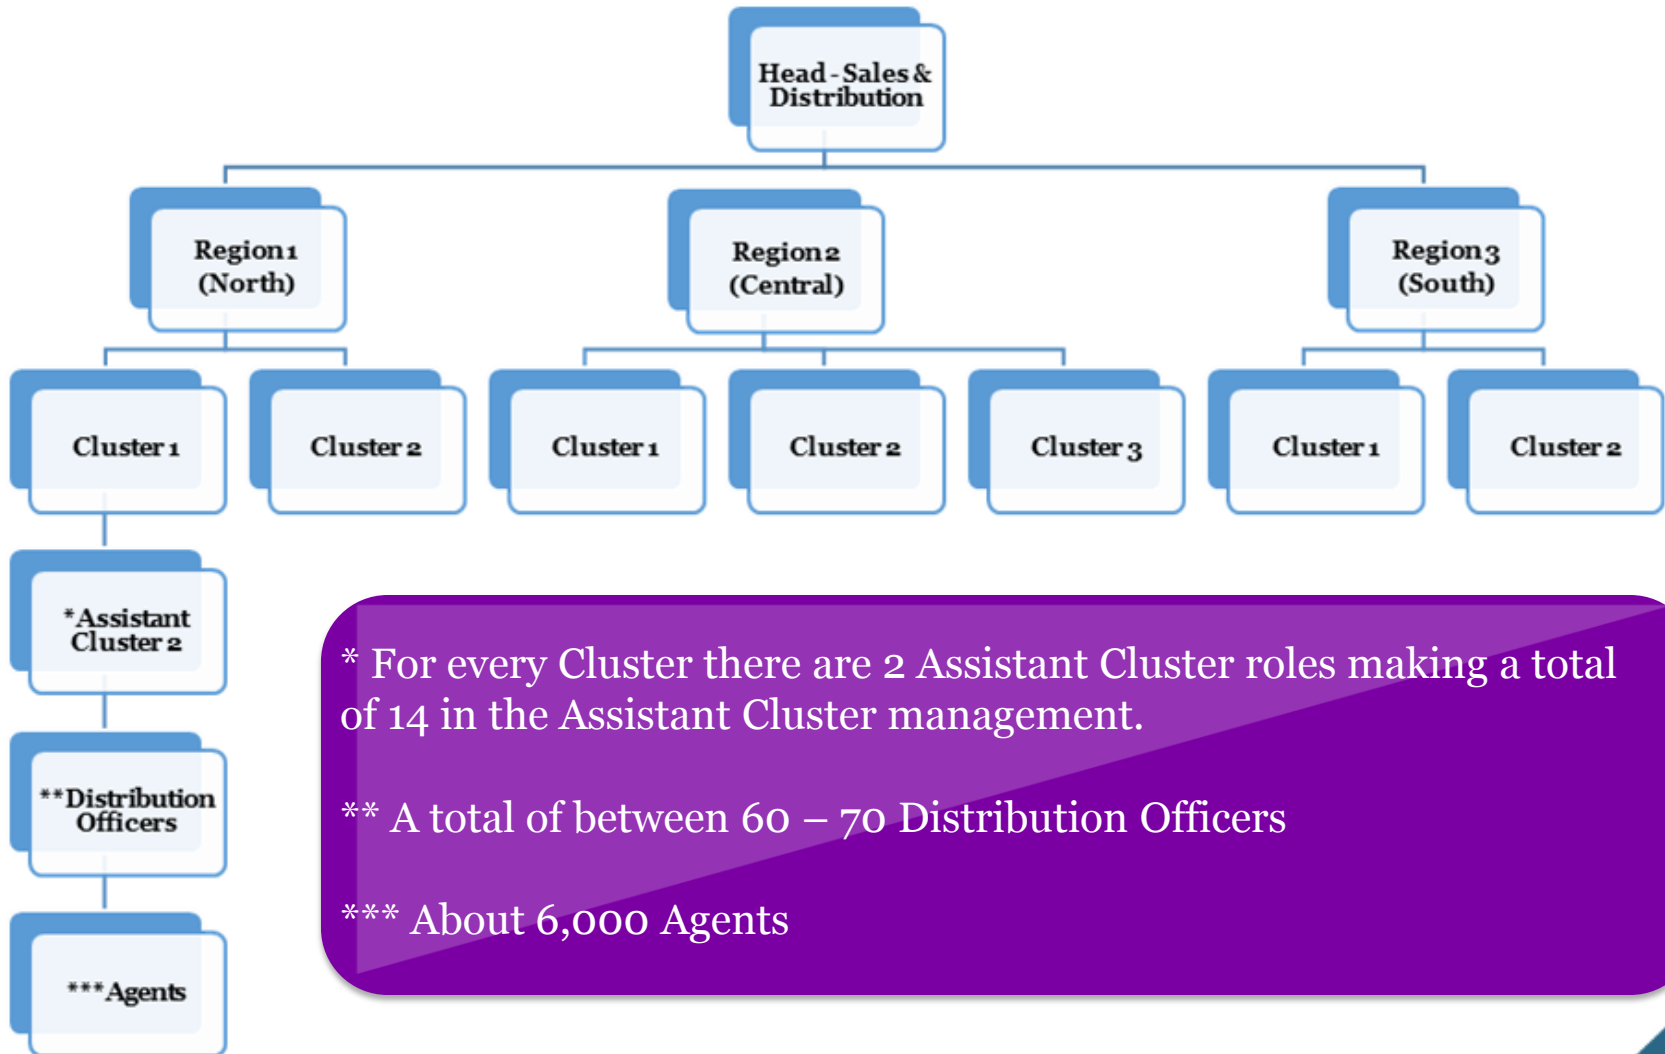 Head - Sales &
Distribution
Region 1
(North)
Region 2
(Central)
Region 3
(South)
Cluster 1
Cluster 2
Cluster 1
Cluster 2
Cluster 3
Cluster 1
Cluster 2
*Assistant
Cluster 2
**Distribution
Officers
***Agents
* For every Cluster there are 2 Assistant Cluster roles making a total
of 14 in the Assistant Cluster management.
** A total of between 60 – 70 Distribution Officers
*** About 6,000 Agents